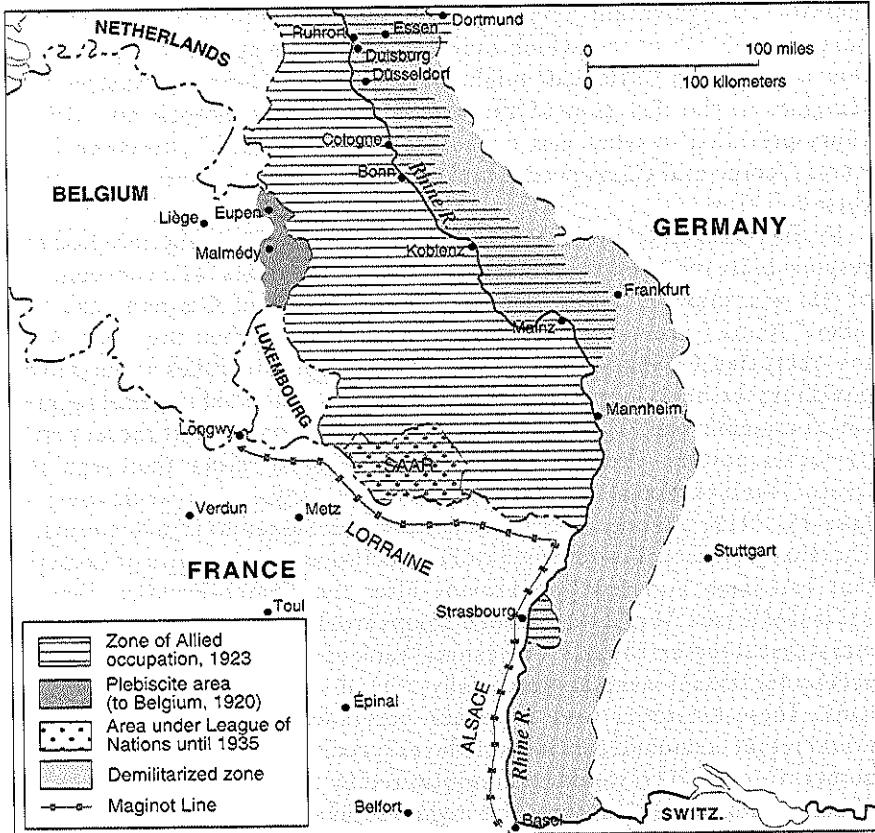 NETHERLANDS
Ruhrort
Essen
Dortmund
Duisburg
Düsseldorf
0 100 miles
0 100 kilometers
Cologne
Bonn
Rhine R.
BELGIUM
Liège
Eupen
Malmédy
GERMANY
Koblenz
Frankfurt
Mainz
LUXEMBOURG
Mannheim
Longwy
SAAR
Verdun
Metz
LORRAINE
FRANCE
Stuttgart
Toul
Strasbourg
Épinal
ALSACE
Rhine R.
Belfort
Basel
SWITZ.
Zone of Allied
occupation, 1923
Plebiscite area
(to Belgium, 1920)
Area under League of
Nations until 1935
Demilitarized zone
Maginot Line